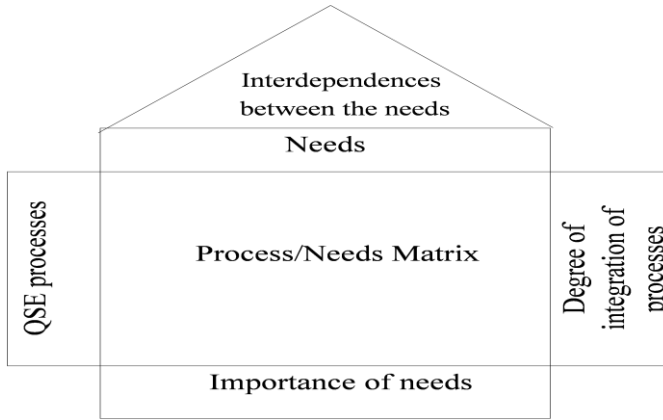 Interdependences
between the needs
Needs
QSE processes
Process/Needs Matrix
Degree of
integration of
processes
Importance of needs